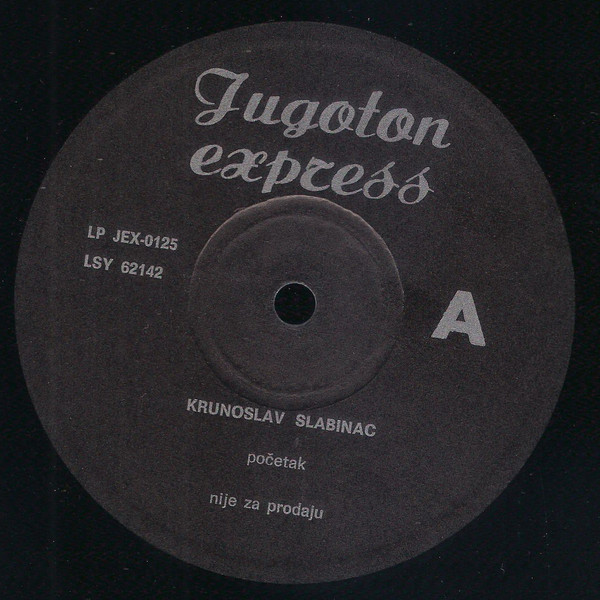 Jugoton
express
LP JEX-0125
LSY 62142
A
KRUNOSLAV SLABINAC
početak
nije za prodaju